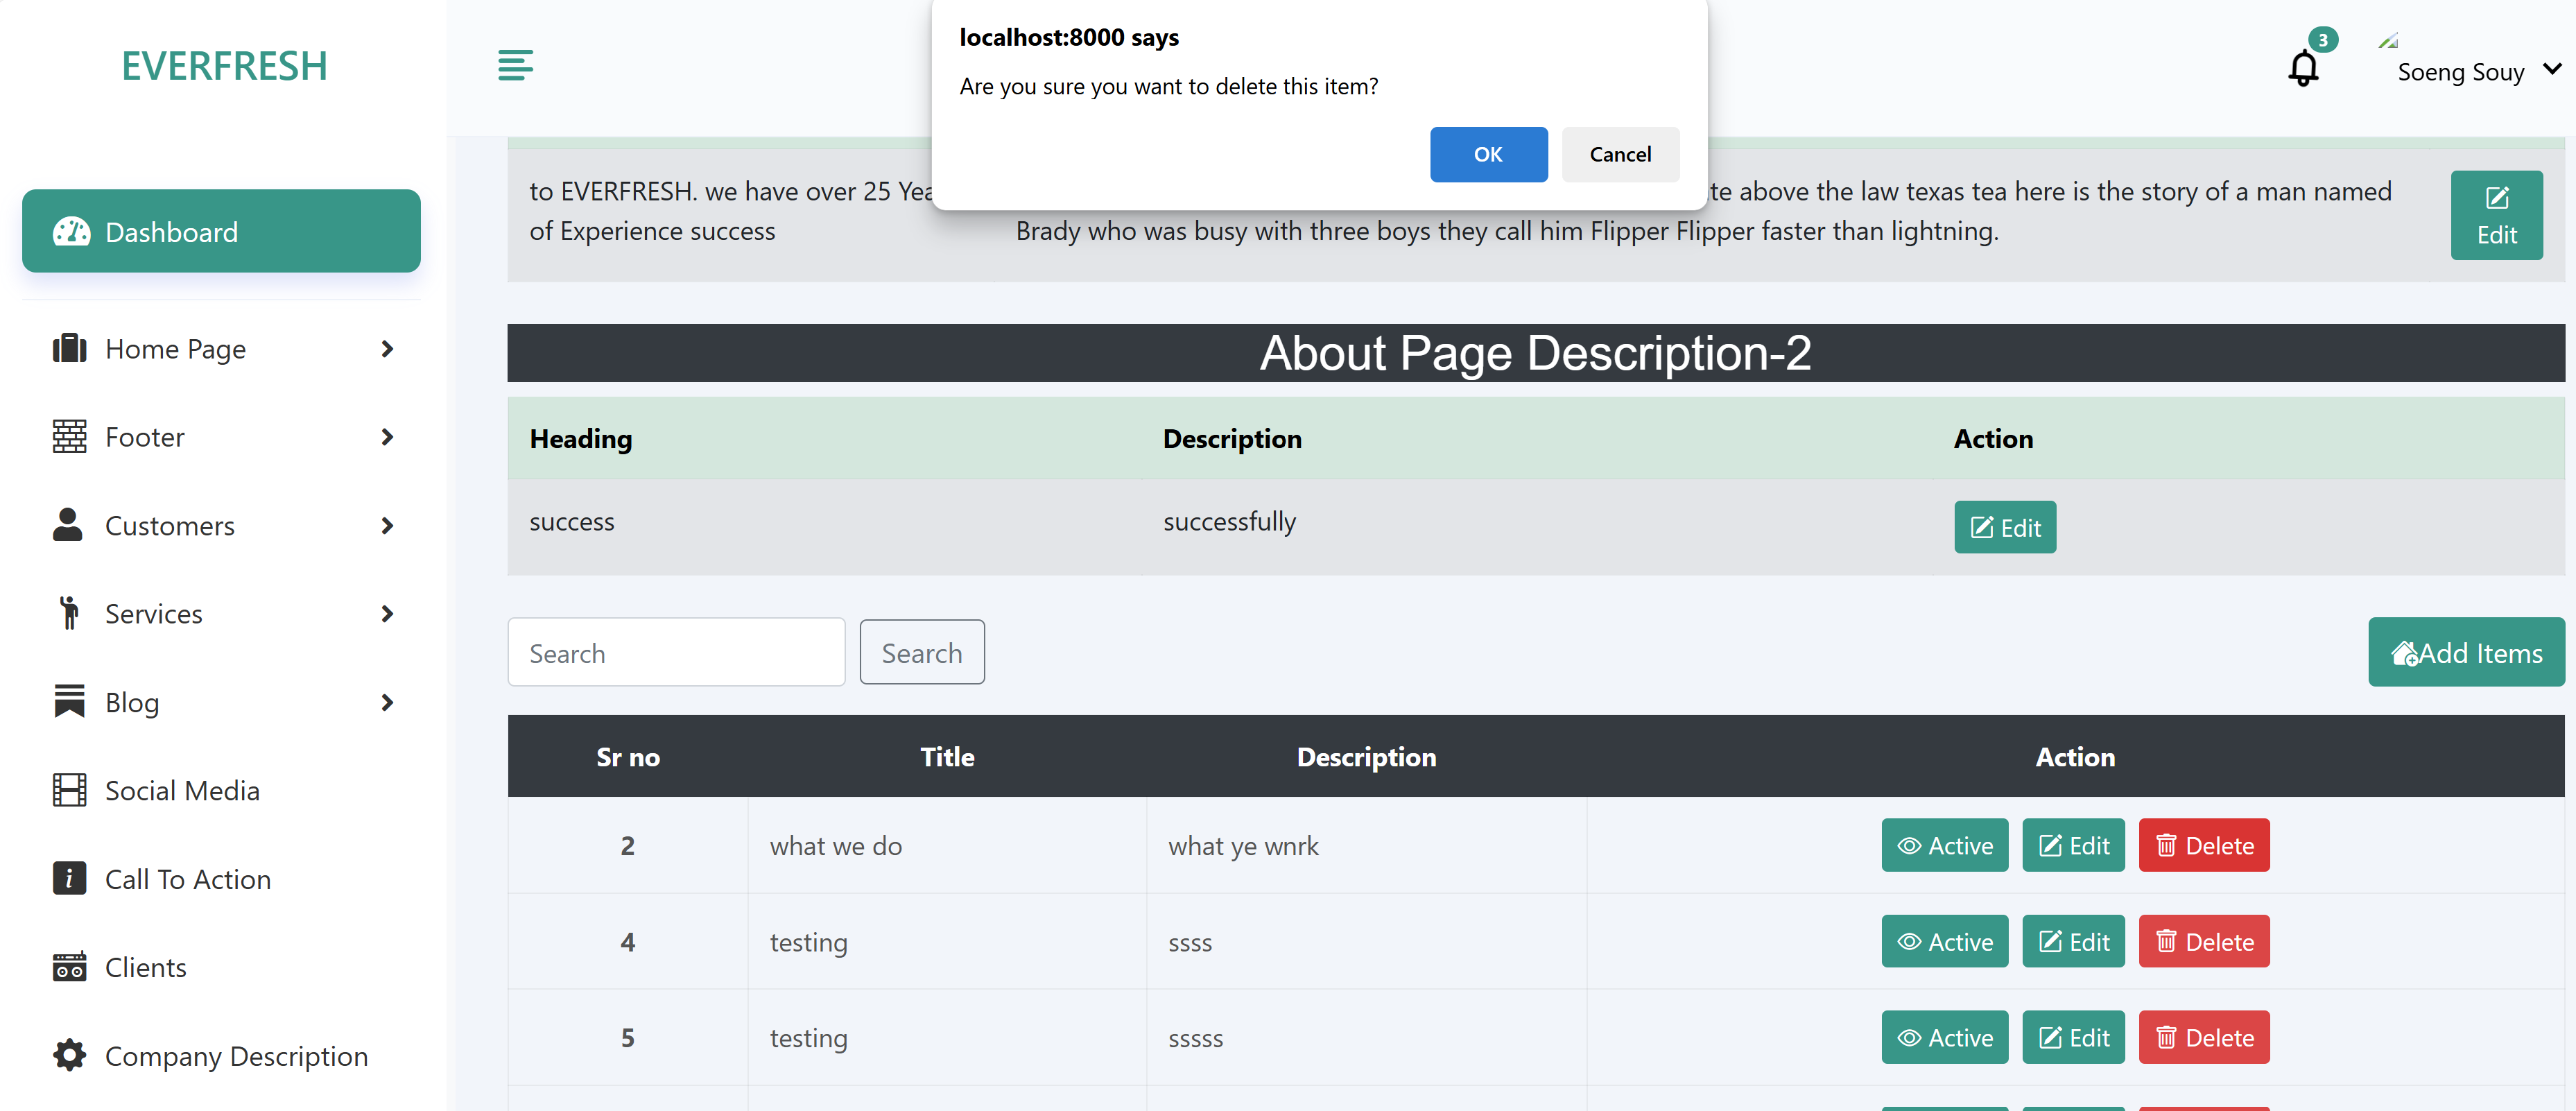 EVERFRESH
localhost:8000 says
Are you sure you want to delete this item?
OK
Cancel
3
Soeng Souy
Dashboard
Home Page
Footer
Customers
Services
Blog
Social Media
Call To Action
i
Clients
Company Description
to EVERFRESH. we have over 25
of Experience success
above the law texas tea here is the story of a man named
Brady who was busy with three boys they call him Flipper Flipper faster than lightning.
Edit
About Page Description-2
Heading Description Action
success successfully Edit
Search Search Add Items
Sr no Title Description Action
2 what we do what ye wnrk Active Edit Delete
4 testing ssss Active Edit Delete
5 testing sssss Active Edit Delete